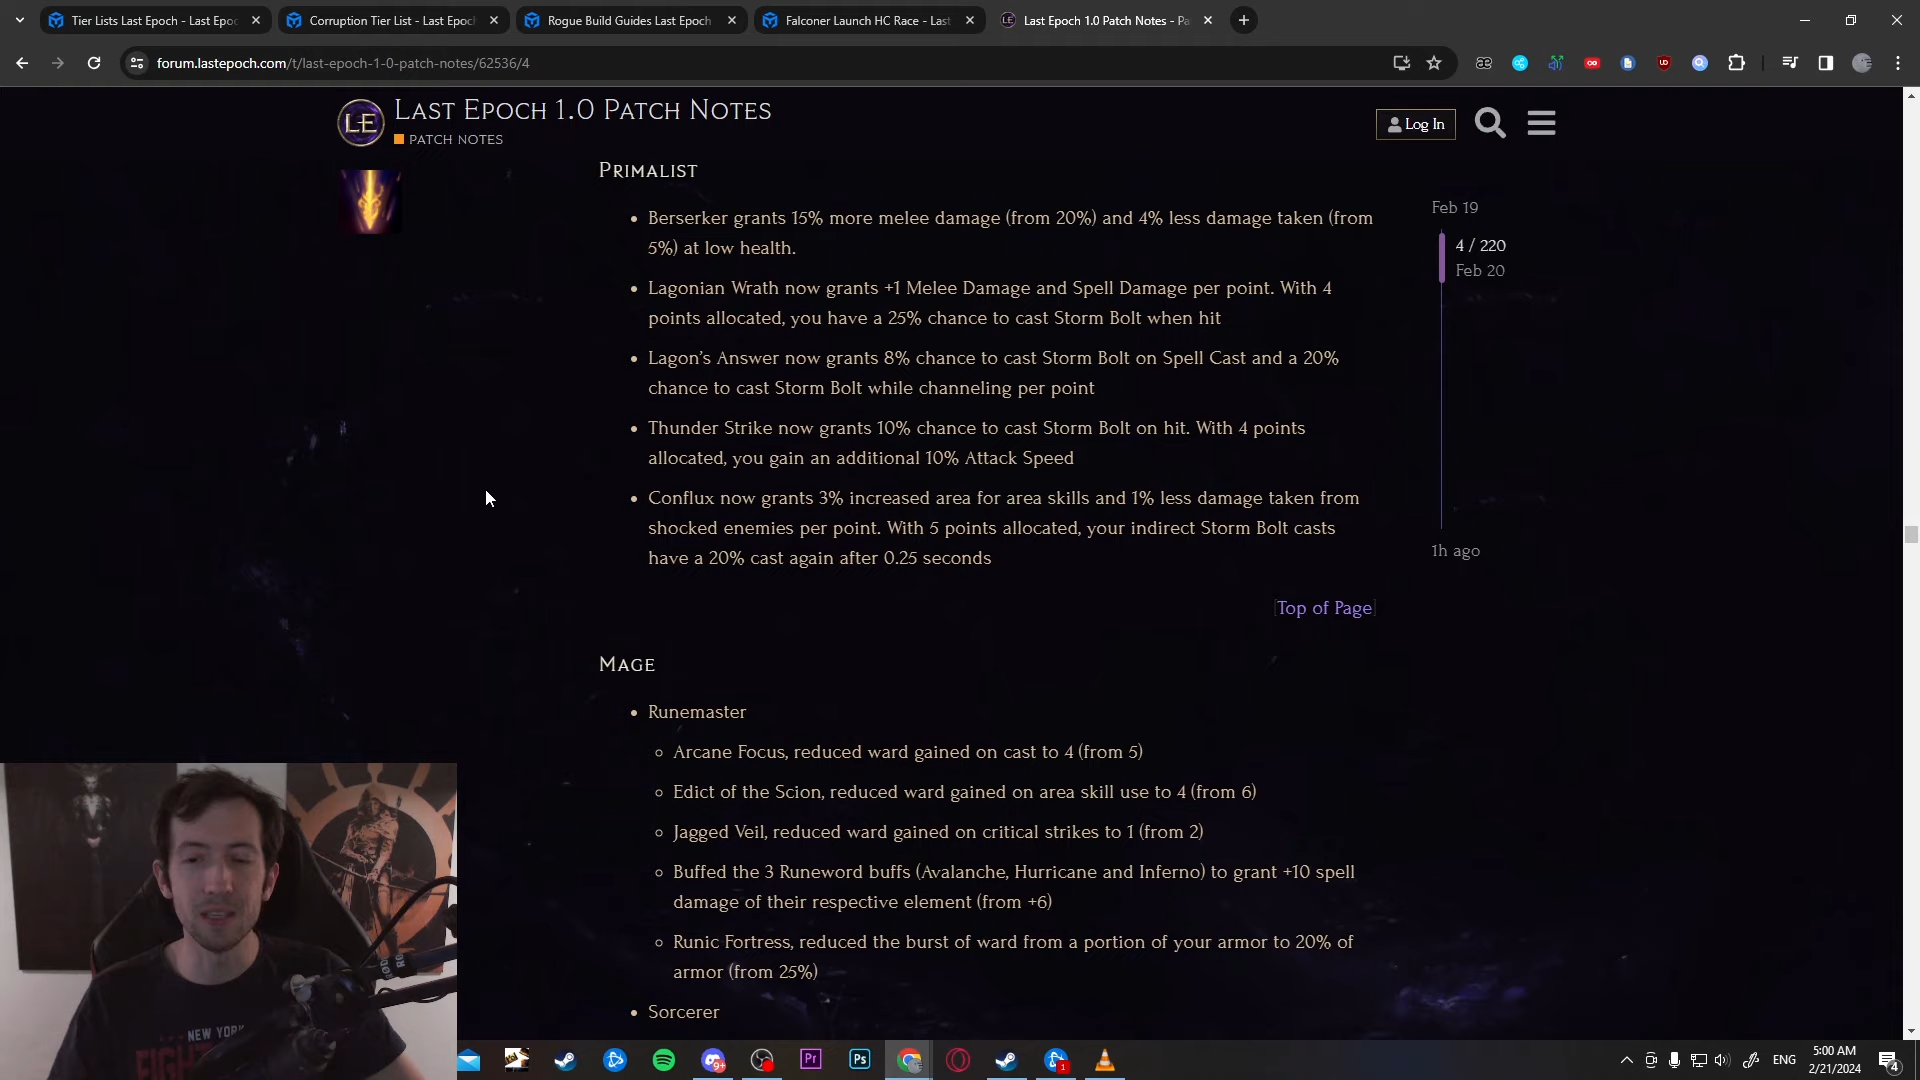 Tier Lists Last Epoch - Last Epoc
Corruption Tier List - Last Epoch
Rogue Build Guides Last Epoch
Falconer Launch HC Race - Last
Last Epoch 1.0 Patch Notes - Pa
forum.lastepoch.com/t/last-epoch-1-0-patch-notes/62536/4
LE
Last Epoch 1.0 Patch Notes
PATCH NOTES
Log In
Primalist
• Berserker grants 15% more melee damage (from 20%) and 4% less damage taken (from
5%) at low health.
• Lagonian Wrath now grants +1 Melee Damage and Spell Damage per point. With 4
points allocated, you have a 25% chance to cast Storm Bolt when hit
• Lagon's Answer now grants 8% chance to cast Storm Bolt on Spell Cast and a 20%
chance to cast Storm Bolt while channeling per point
• Thunder Strike now grants 10% chance to cast Storm Bolt on hit. With 4 points
allocated, you gain an additional 10% Attack Speed
• Conflux now grants 3% increased area for area skills and 1% less damage taken from
shocked enemies per point. With 5 points allocated, your indirect Storm Bolt casts
have a 20% cast again after 0.25 seconds
[Top of Page]
Feb 19
4 / 220
Feb 20
1h ago
Mage
• Runemaster
◦ Arcane Focus, reduced ward gained on cast to 4 (from 5)
◦ Edict of the Scion, reduced ward gained on area skill use to 4 (from 6)
◦ Jagged Veil, reduced ward gained on critical strikes to 1 (from 2)
◦ Buffed the 3 Runeword buffs (Avalanche, Hurricane and Inferno) to grant +10 spell
damage of their respective element (from +6)
◦ Runic Fortress, reduced the burst of ward from a portion of your armor to 20% of
armor (from 25%)
• Sorcerer
NEW YORK
9+
Pr
Ps
1
ENG
5:00 AM
2/21/2024
4